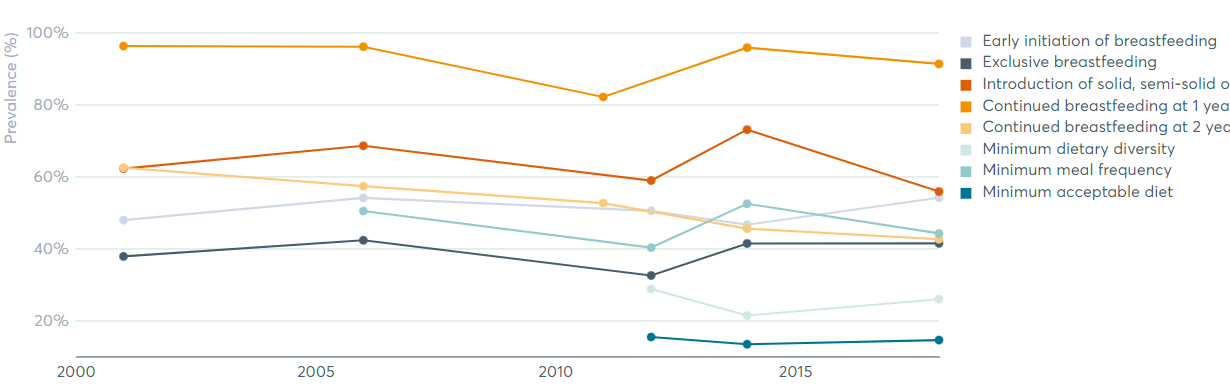 Prevalence (%)
100%
80%
60%
40%
20%
2000
2005
2010
2015
Early initiation of breastfeeding
Exclusive breastfeeding
Introduction of solid, semi-solid o
Continued breastfeeding at 1 yea
Continued breastfeeding at 2 yea
Minimum dietary diversity
Minimum meal frequency
Minimum acceptable diet